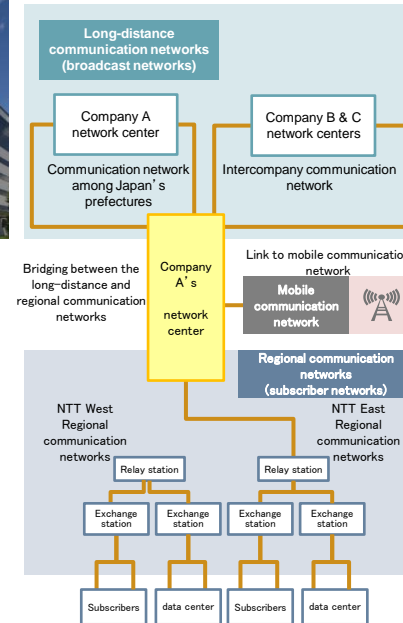 Long-distance
communication networks
(broadcast networks)
Company A
network center
Company B & C
network centers
Communication network
among Japan's
prefectures
Intercompany communication
network
Bridging between the
long-distance and
regional communication
networks
Company
A's
network
center
Link to mobile communication
network
Mobile
communication
network
Regional communication
networks
(subscriber networks)
NTT West
Regional
communication
networks
NTT East
Regional
communication
networks
Relay station
Relay station
Exchange
station
Exchange
station
Exchange
station
Exchange
station
Subscribers
data center
Subscribers
data center